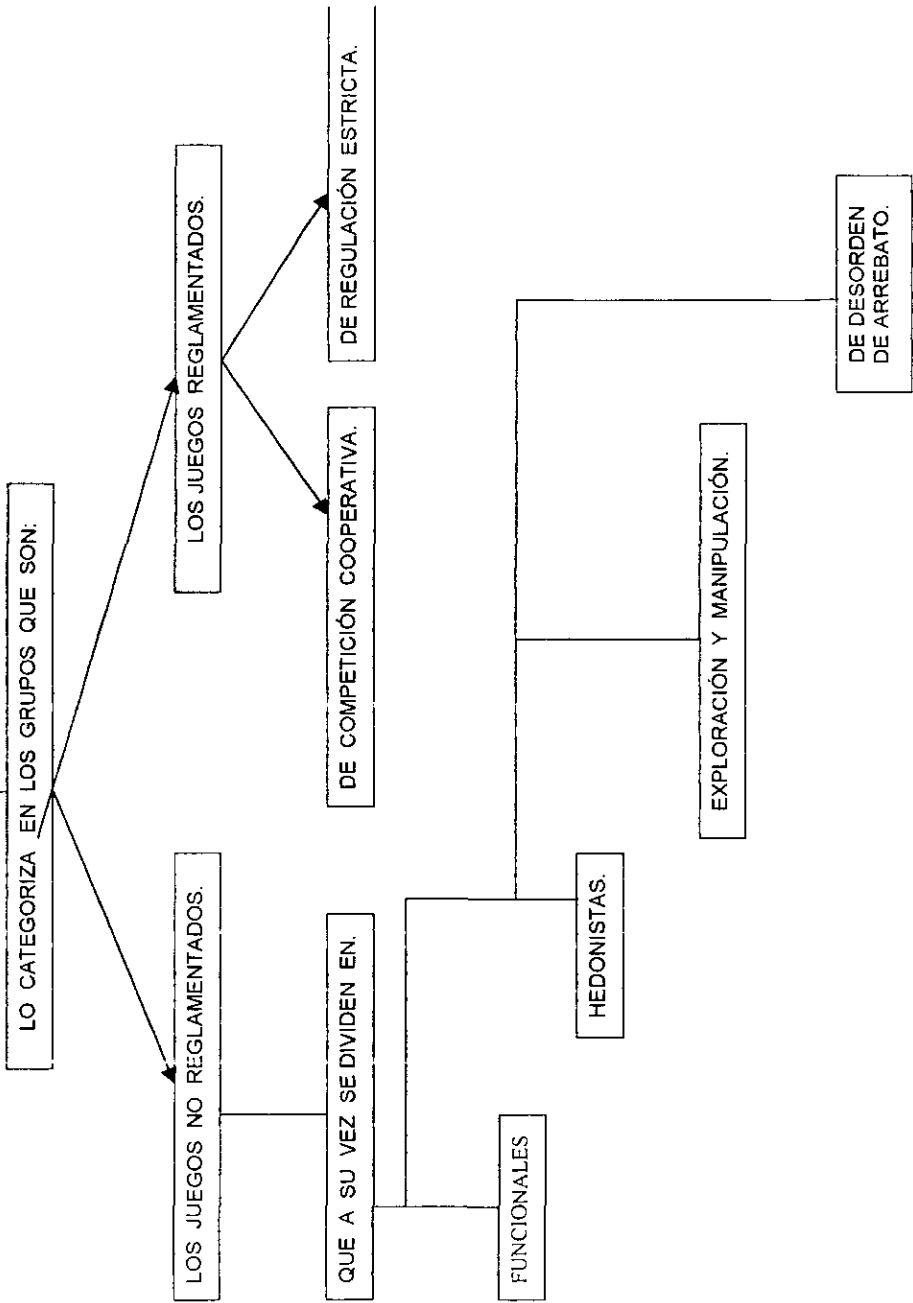 LO CATEGORIZA EN LOS GRUPOS QUE SON:
LOS JUEGOS NO REGLAMENTADOS.
LOS JUEGOS REGLAMENTADOS.
QUE A SU VEZ SE DIVIDEN EN.
DE COMPETICIÓN COOPERATIVA.
DE REGULACIÓN ESTRICTA.
FUNCIONALES
HEDONISTAS.
EXPLORACIÓN Y MANIPULACIÓN.
DE DESORDEN
DE ARREBATO.